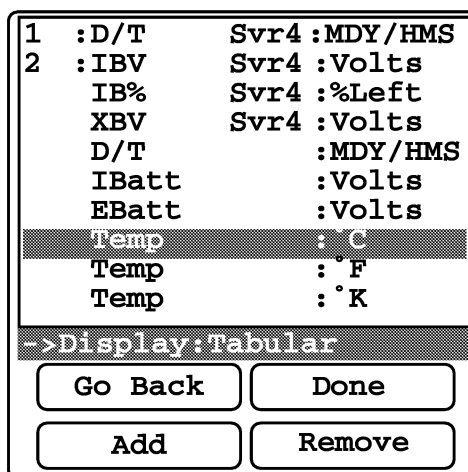 1 :D/T Svr4 :MDY/HMS
2 :IBV Svr4 :Volts
IB% Svr4 :%Left
XBV Svr4 :Volts
D/T :MDY/HMS
IBatt :Volts
EBatt :Volts
Temp :°C
Temp :°F
Temp :°K
->Display:Tabular
Go Back Done
Add Remove